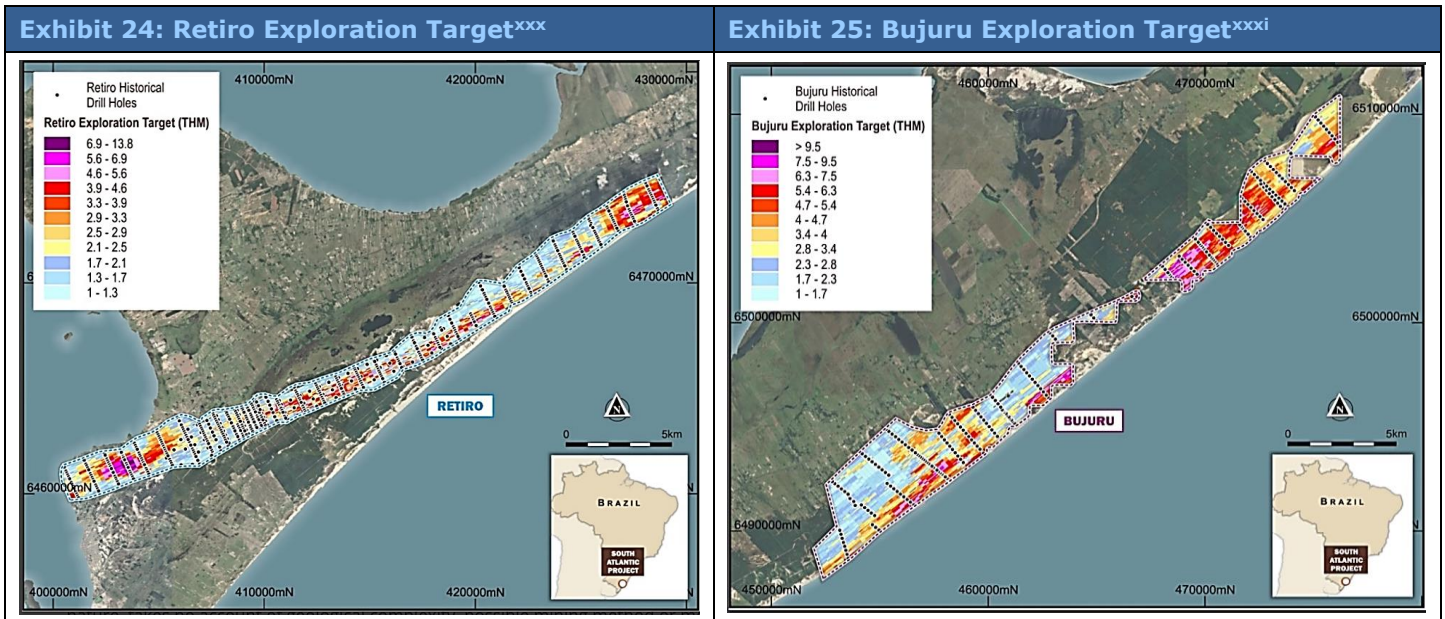 Exhibit 24: Retiro Exploration Targetxxx
410000mN
420000mN
430000mN
Retiro Historical
Drill Holes
Retiro Exploration Target (THM)
6.9 - 13.8
5.6 - 6.9
4.6 - 5.6
3.9 - 4.6
3.3 - 3.9
2.9 - 3.3
2.5 - 2.9
2.1 - 2.5
1.7 - 2.1
1.3 - 1.7
1 - 1.3
6470000mN
RETIRO
N
0
5km
6460000mN
BRAZIL
SOUTH
ATLANTIC
PROJECT
400000mN
410000mN
420000mN
Exhibit 25: Bujuru Exploration Targetxxxi
460000mN
470000mN
Bujuru Historical
Drill Holes
Bujuru Exploration Target (THM)
> 9.5
7.5 - 9.5
6.3 - 7.5
5.4 - 6.3
4.7 - 5.4
4 - 4.7
3.4 - 4
2.8 - 3.4
2.3 - 2.8
1.7 - 2.3
1 - 1.7
6510000mN
6500000mN
6500000mN
BUJURU
N
0
5km
6490000mN
BRAZIL
SOUTH
ATLANTIC
PROJECT
450000mN
460000mN
470000mN